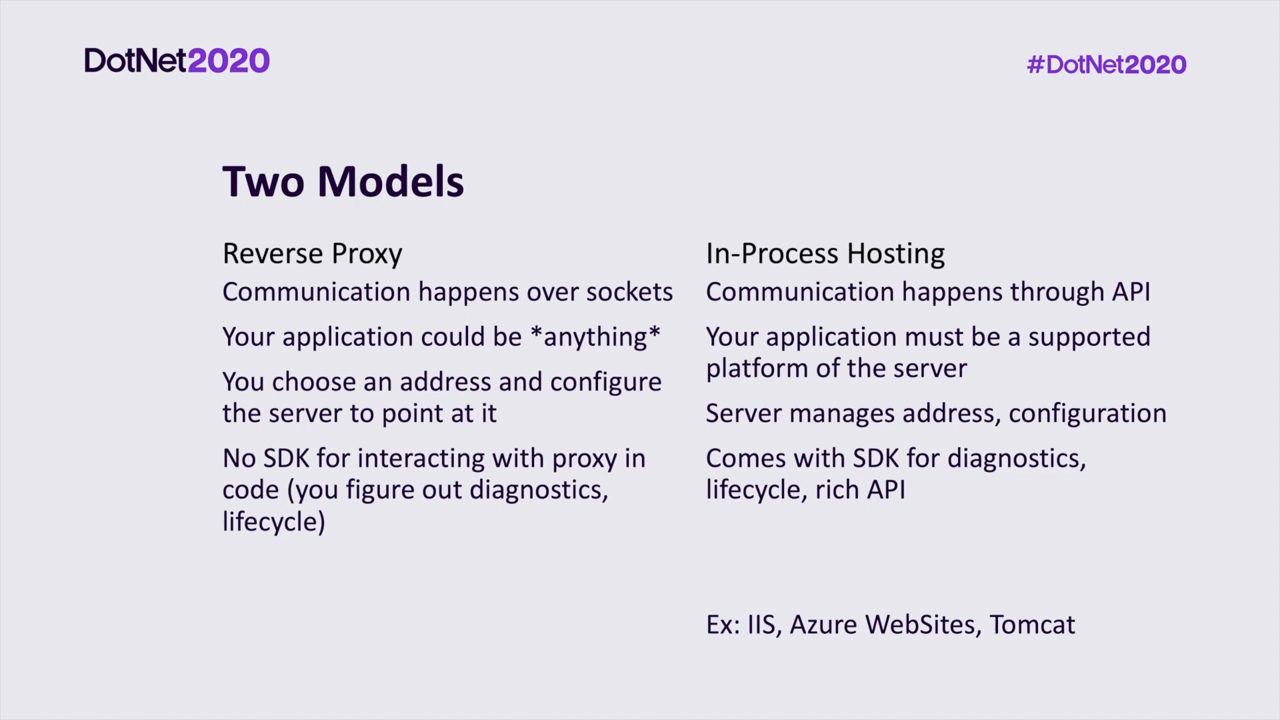 DotNet2020
#DotNet2020
Two Models
Reverse Proxy
Communication happens over sockets
Your application could be *anything*
You choose an address and configure
the server to point at it
No SDK for interacting with proxy in
code (you figure out diagnostics,
lifecycle)
In-Process Hosting
Communication happens through API
Your application must be a supported
platform of the server
Server manages address, configuration
Comes with SDK for diagnostics,
lifecycle, rich API
Ex: IIS, Azure WebSites, Tomcat